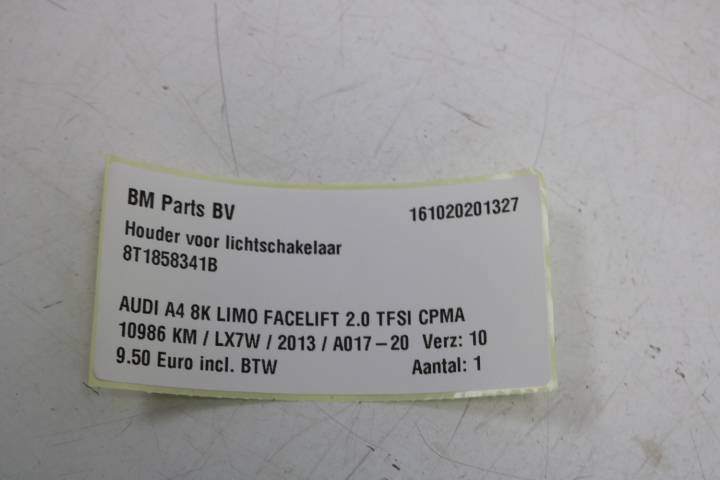 BM Parts BV 161020201327
Houder voor lichtschakelaar
8T1858341B
AUDI A4 8K LIMO FACELIFT 2.0 TFSI CPMA
10986 KM / LX7W / 2013 / A017-20 Verz: 10
9.50 Euro incl. BTW Aantal: 1